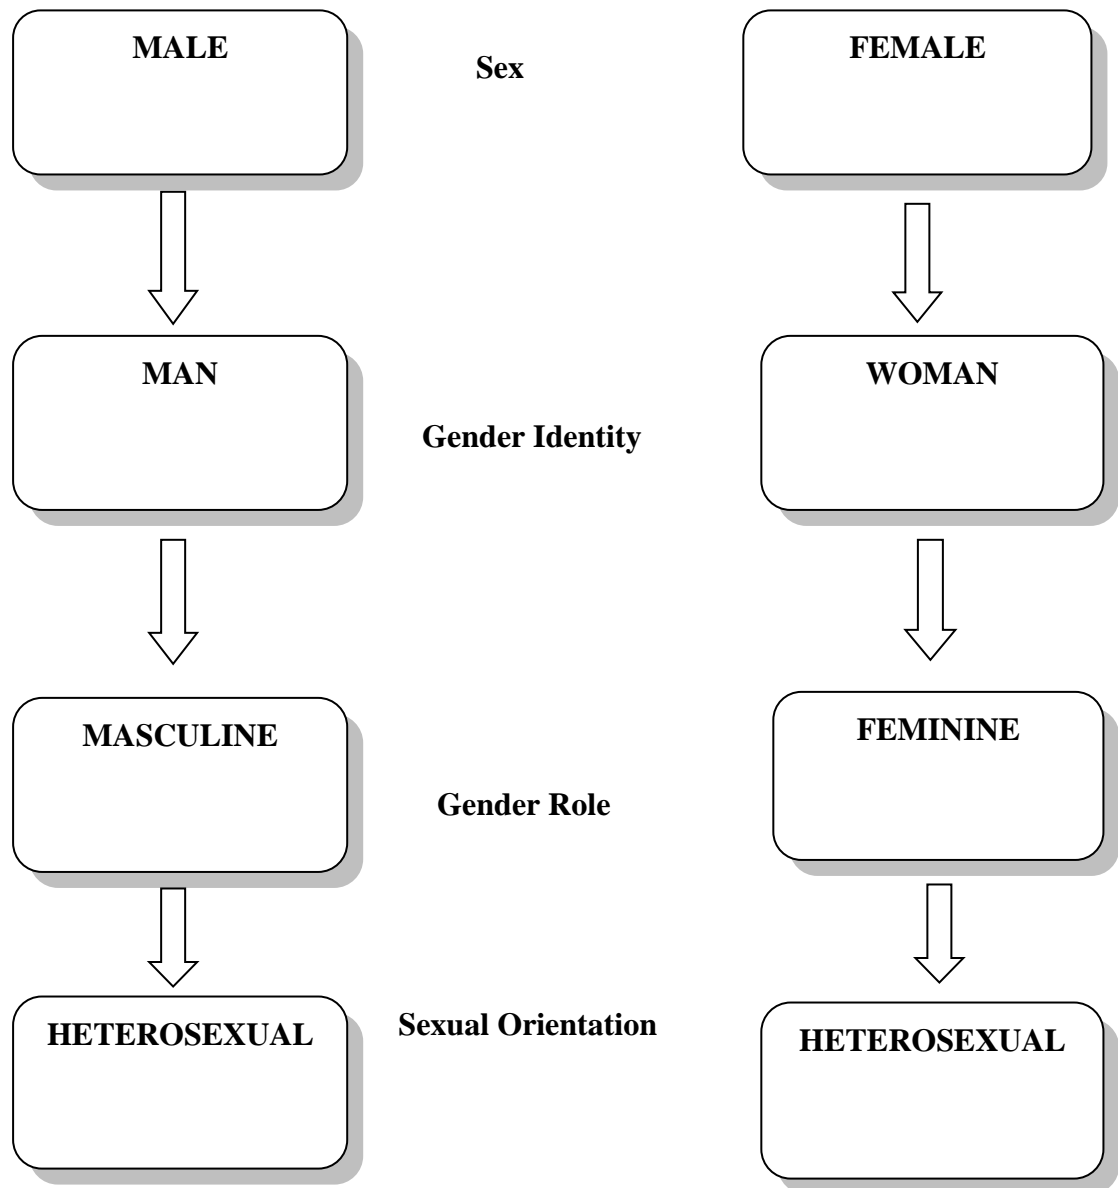 MALE
Sex
FEMALE
MAN
WOMAN
Gender Identity
MASCULINE
FEMININE
Gender Role
HETEROSEXUAL
Sexual Orientation
HETEROSEXUAL